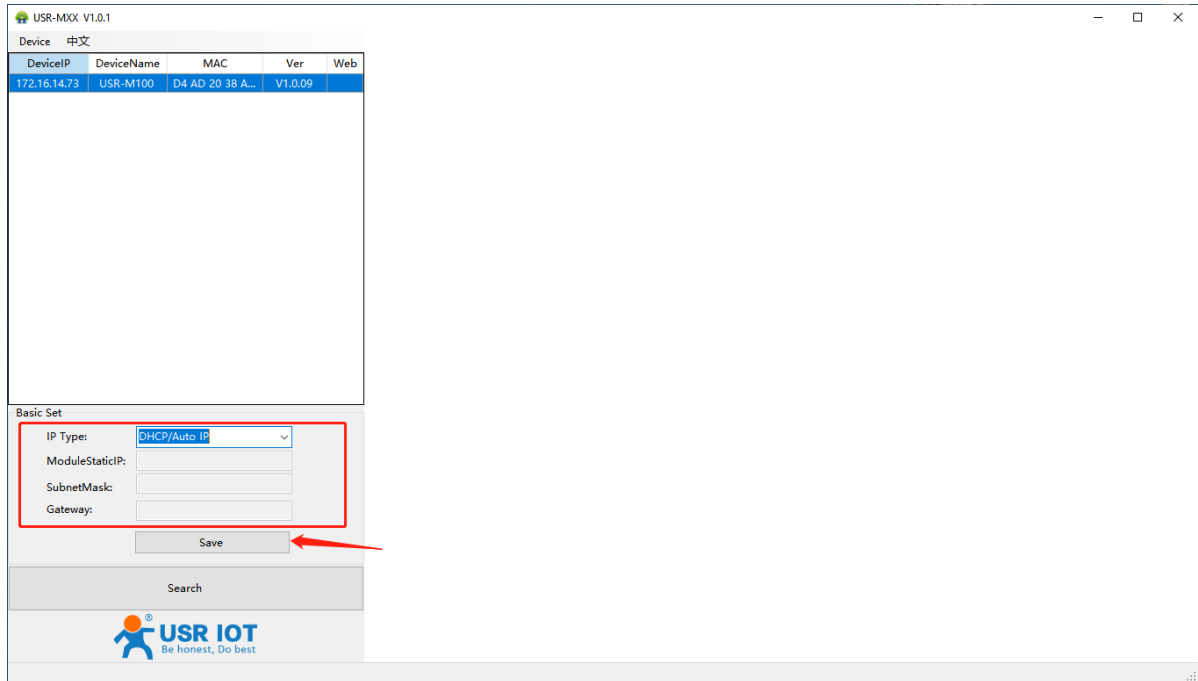 USR-MXX V1.0.1
Device 中文
DeviceIP DeviceName MAC Ver Web
172.16.14.73 USR-M100 D4 AD 20 38 A... V1.0.09
Basic Set
IP Type: DHCP/Auto IP
ModuleStaticIP:
SubnetMask:
Gateway:
Save
Search
®
USR IOT
Be honest, Do best